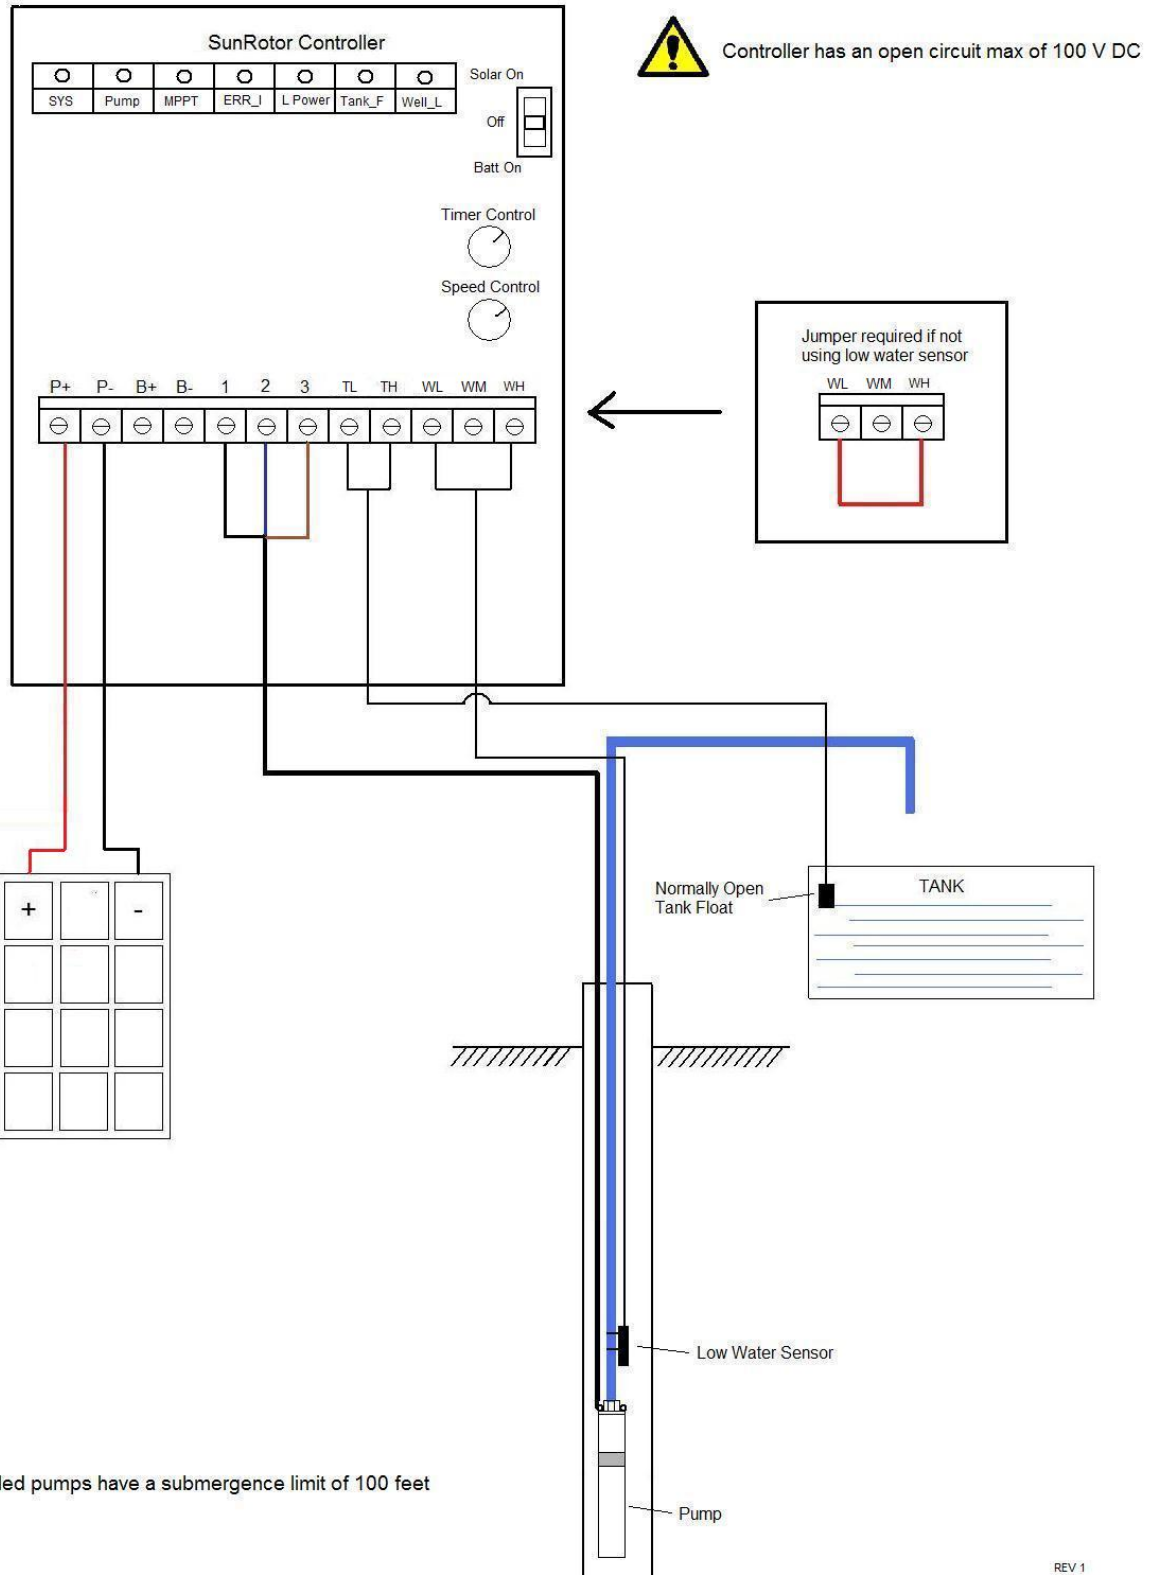 SunRotor Controller
Controller has an open circuit max of 100 V DC
SYS Pump MPPT ERR_I L Power Tank_F Well_L
Solar On
Off
Batt On
Timer Control
Speed Control
P+ P- B+ B- 1 2 3 TL TH WL WM WH
Jumper required if not
using low water sensor
WL WM WH
+ -
Normally Open
Tank Float
TANK
Low Water Sensor
pumps have a submergence limit of 100 feet
Pump
REV 1